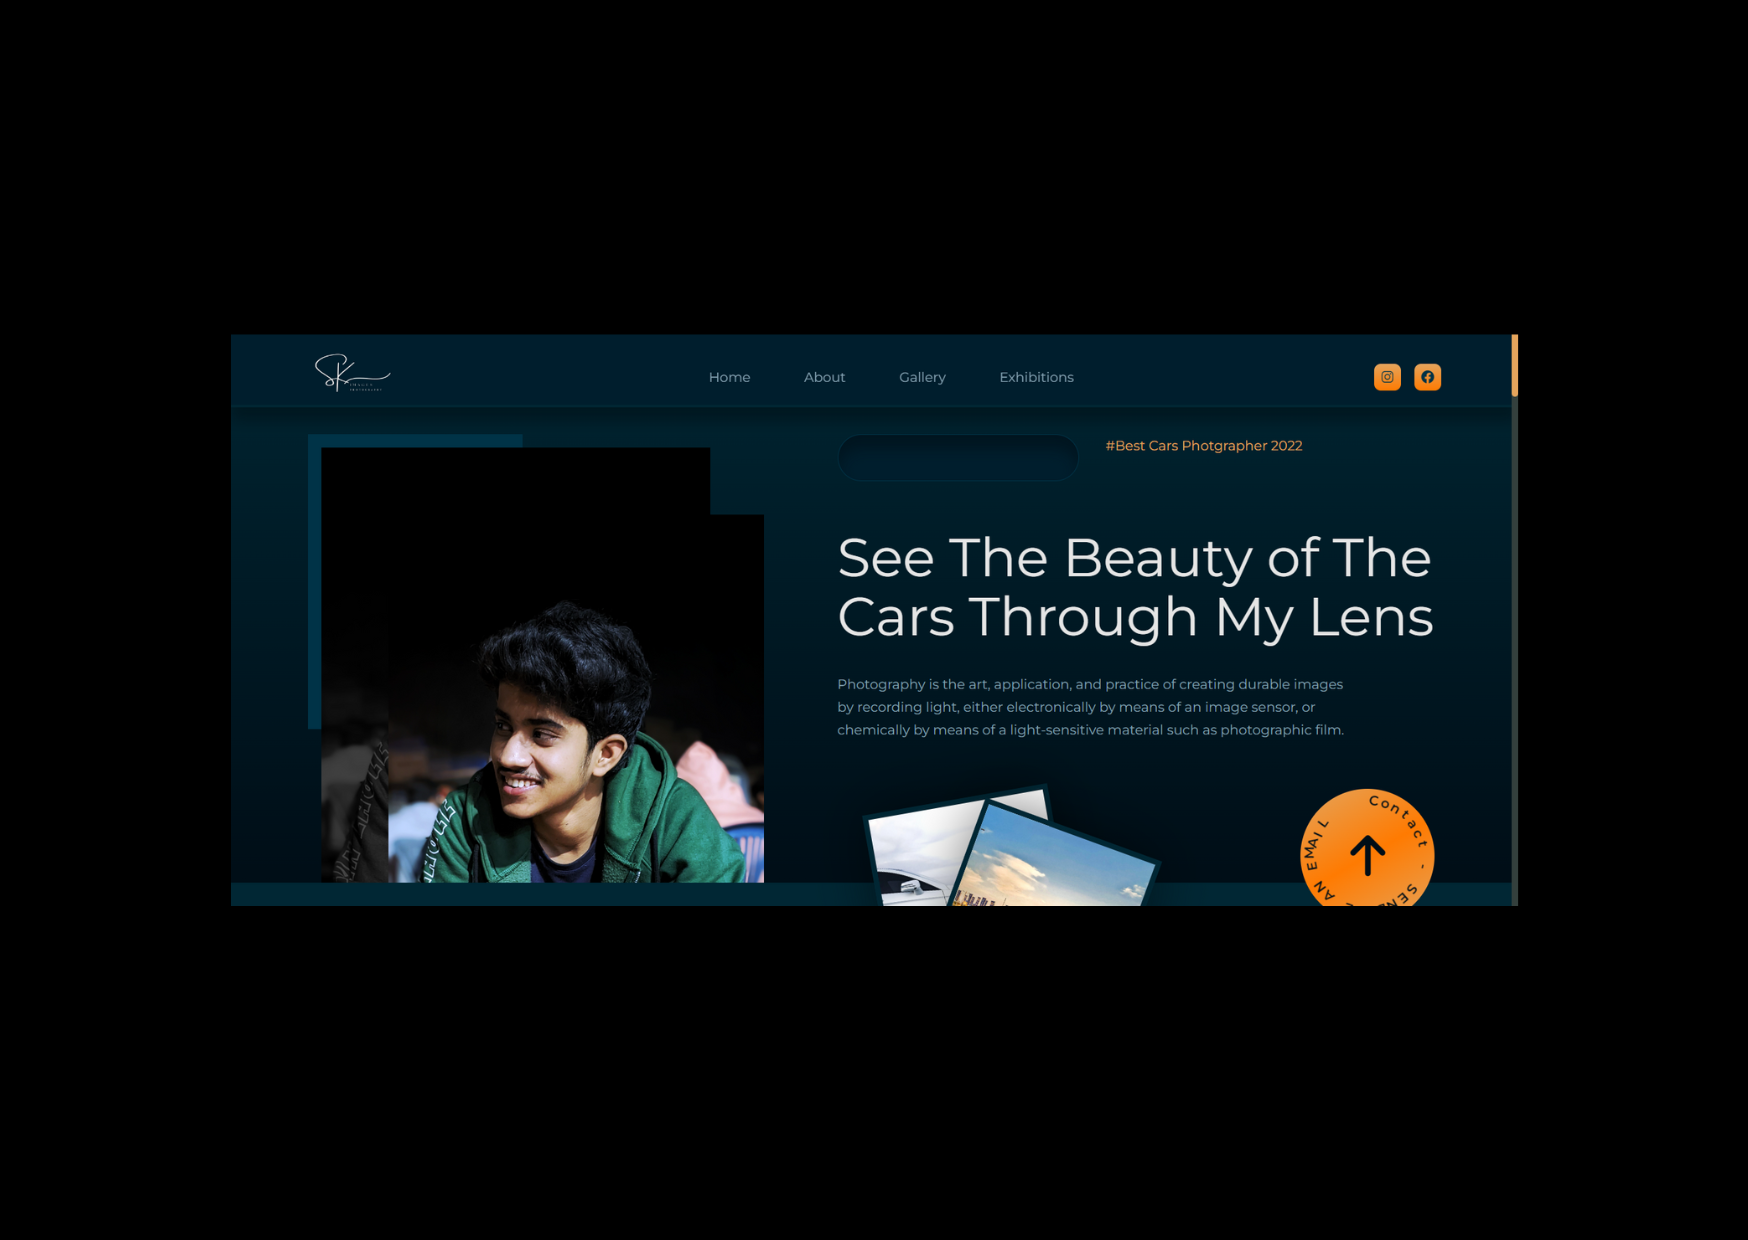 SK
Home
About
Gallery
Exhibitions
#Best Cars Photgrapher 2022
See The Beauty of The
Cars Through My Lens
Photography is the art, application, and practice of creating durable images
by recording light, either electronically by means of an image sensor, or
chemically by means of a light-sensitive material such as photographic film.
Contact - 
AN EMAIL